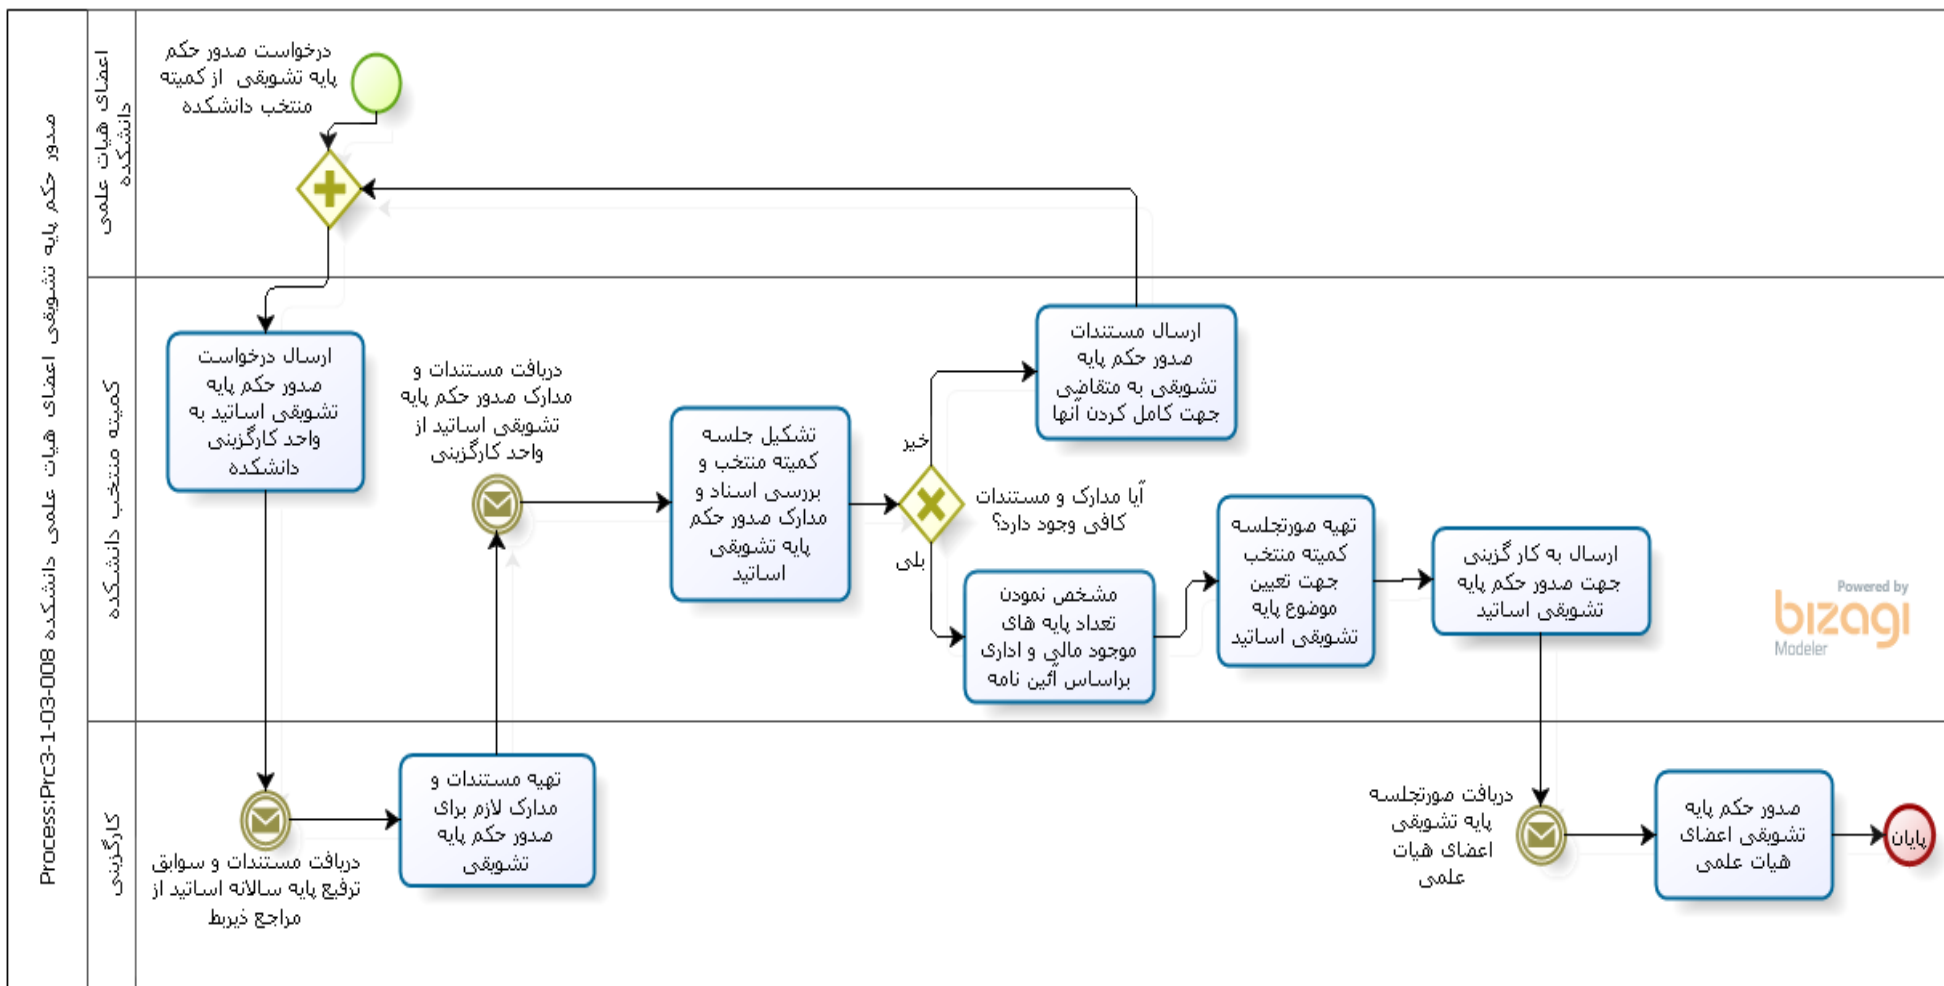 Process:Prc3-1-03-008 صدور حکم پایه تشویقی اعضای هیات علمی دانشکده
اعضای هیات علمی
دانشکده
درخواست صدور حکم
پایه تشویقی از کمیته
منتخب دانشکده
کمیته منتخب دانشکده
ارسال درخواست
صدور حکم پایه
تشویقی اساتید به
واحد کارگزینی
دانشکده
دریافت مستندات و
مدارک صدور حکم پایه
تشویقی اساتید از
واحد کارگزینی
تشکیل جلسه
کمیته منتخب و
بررسی اسناد و
مدارک صدور حکم
پایه تشویقی
اساتید
خیر
بلی
آیا مدارک و مستندات
کافی وجود دارد؟
ارسال مستندات
صدور حکم پایه
تشویقی به متقاضی
جهت کامل کردن آنها
مشخص نمودن
تعداد پایه های
موجود مالی و اداری
براساس آئین نامه
تهیه صورتجلسه
کمیته منتخب
جهت تعیین
موضوع پایه
تشویقی اساتید
ارسال به کار گزینی
جهت صدور حکم پایه
تشویقی اساتید
Powered by
bizagi
Modeler
کارگزینی
دریافت مستندات و سوابق
ترفیع پایه سالانه اساتید از
مراجع ذیربط
تهیه مستندات و
مدارک لازم برای
صدور حکم پایه
تشویقی
دریافت صورتجلسه
پایه تشویقی
اعضای هیات
علمی
صدور حکم پایه
تشویقی اعضای
هیات علمی
پایان